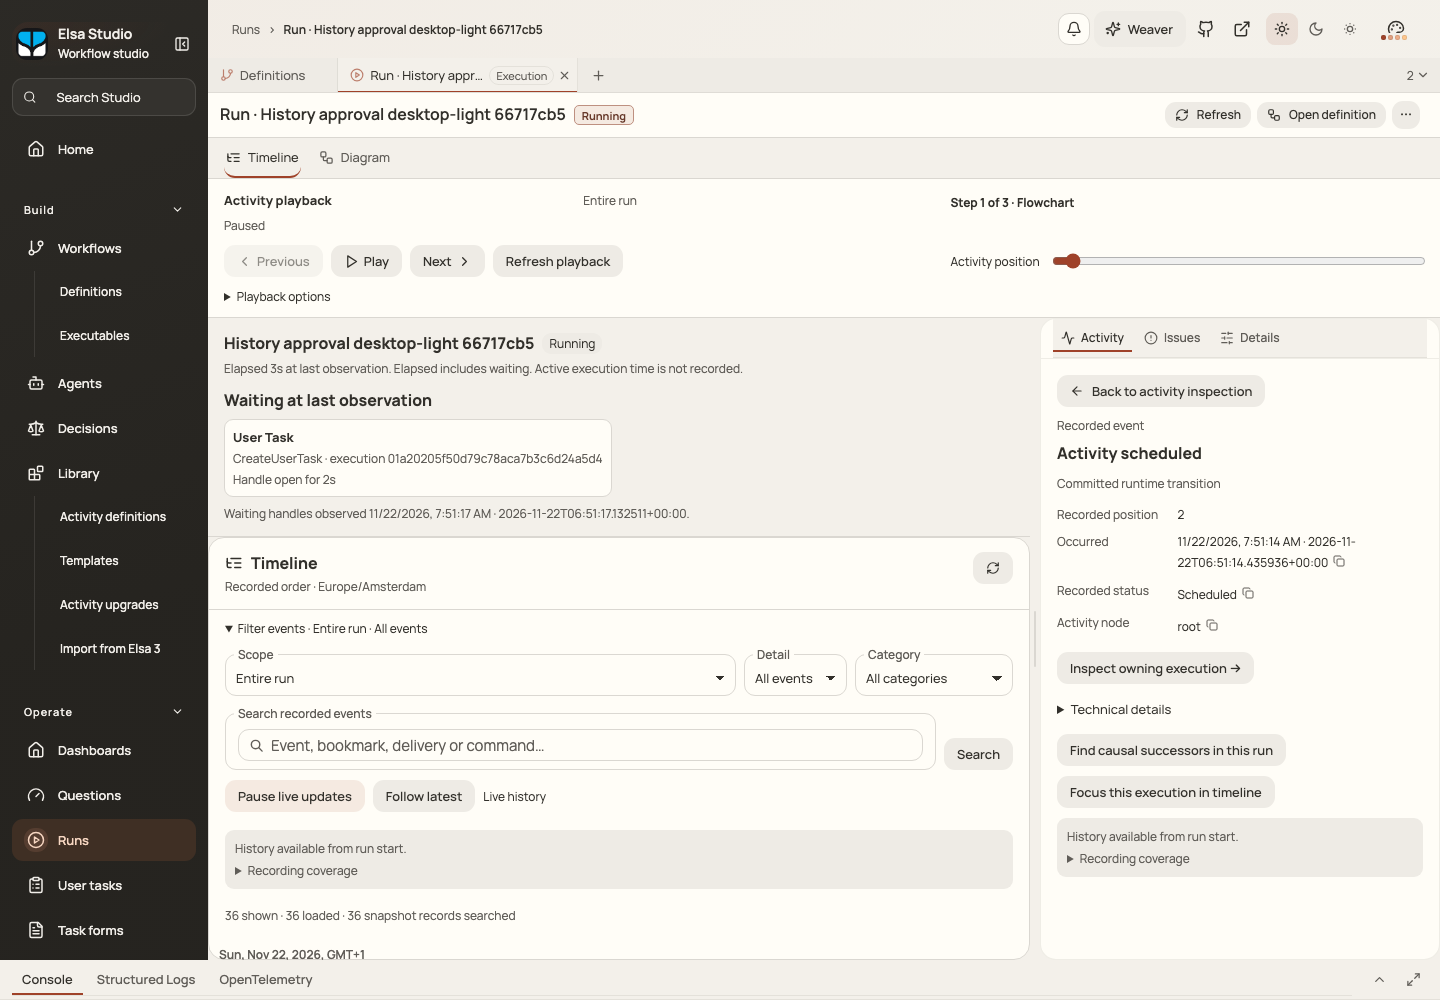 Elsa Studio
Workflow studio
Search Studio
Home
Build
Workflows
Definitions
Executables
Agents
Decisions
Library
Activity definitions
Templates
Activity upgrades
Import from Elsa 3
Operate
Dashboards
Questions
Runs
User tasks
Task forms
Runs › Run · History approval desktop-light 66717cb5
Weaver
Definitions
Run · History appr... Execution
2
Run · History approval desktop-light 66717cb5 Running
Refresh
Open definition
Timeline
Diagram
Activity playback
Entire run
Step 1 of 3 · Flowchart
Paused
Previous
Play
Next
Refresh playback
Activity position
Playback options
History approval desktop-light 66717cb5 Running
Elapsed 3s at last observation. Elapsed includes waiting. Active execution time is not recorded.
Waiting at last observation
User Task
CreateUserTask · execution 01a20205f50d79c78aca7b3c6d24a5d4
Handle open for 2s
Waiting handles observed 11/22/2026, 7:51:17 AM · 2026-11-22T06:51:17.132511+00:00.
Timeline
Recorded order · Europe/Amsterdam
Filter events · Entire run · All events
Scope
Entire run
Detail
All events
Category
All categories
Search recorded events
Event, bookmark, delivery or command...
Search
Pause live updates
Follow latest
Live history
History available from run start.
Recording coverage
36 shown · 36 loaded · 36 snapshot records searched
Sun, Nov 22, 2026, GMT+1
Activity
Issues
Details
Back to activity inspection
Recorded event
Activity scheduled
Committed runtime transition
Recorded position 2
Occurred 11/22/2026, 7:51:14 AM · 2026-11-
22T06:51:14.435936+00:00
Recorded status Scheduled
Activity node root
Inspect owning execution →
Technical details
Find causal successors in this run
Focus this execution in timeline
History available from run start.
Recording coverage
Console
Structured Logs
OpenTelemetry